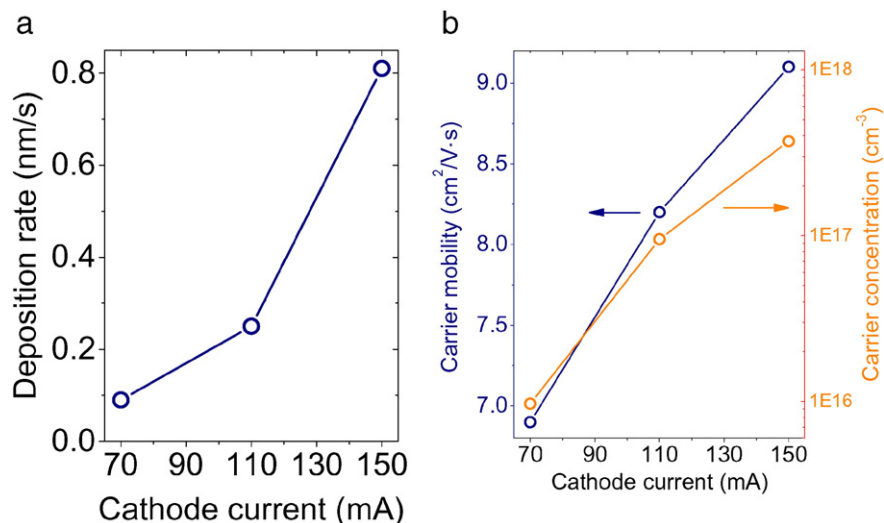 a
Deposition rate (nm/s)
0.8
0.6
0.4
0.2
0.0
70 90 110 130 150
Cathode current (mA)
b
Carrier mobility (cm²/V·s)
9.0
8.5
8.0
7.5
7.0
1E18
1E17
1E16
Carrier concentration (cm⁻³)
70 90 110 130 150
Cathode current (mA)